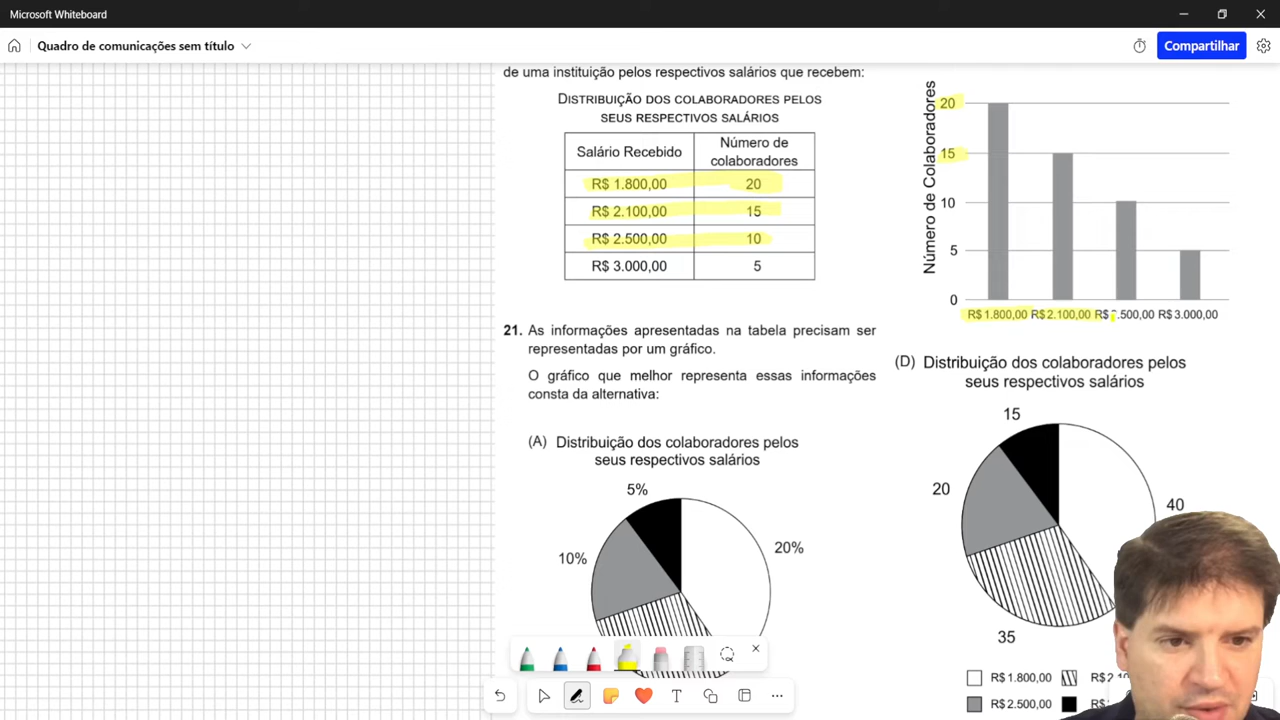 Microsoft Whiteboard
Quadro de comunicações sem título
Compartilhar
de uma instituição pelos respectivos salários que recebem:
DISTRIBUIÇÃO DOS COLABORADORES PELOS
SEUS RESPECTIVOS SALÁRIOS
Salário Recebido
Número de
colaboradores
R$ 1.800,00 20
R$ 2.100,00 15
R$ 2.500,00 10
R$ 3.000,00 5
21. As informações apresentadas na tabela precisam ser
representadas por um gráfico.
O gráfico que melhor representa essas informações
consta da alternativa:
(A) Distribuição dos colaboradores pelos
seus respectivos salários
5%
20%
10%
Número de Colaboradores
20
15
10
5
0
R$ 1.800,00 R$ 2.100,00 R$ 2.500,00 R$ 3.000,00
(D) Distribuição dos colaboradores pelos
seus respectivos salários
15
20
40
35
R$ 1.800,00
R$ 2.500,00